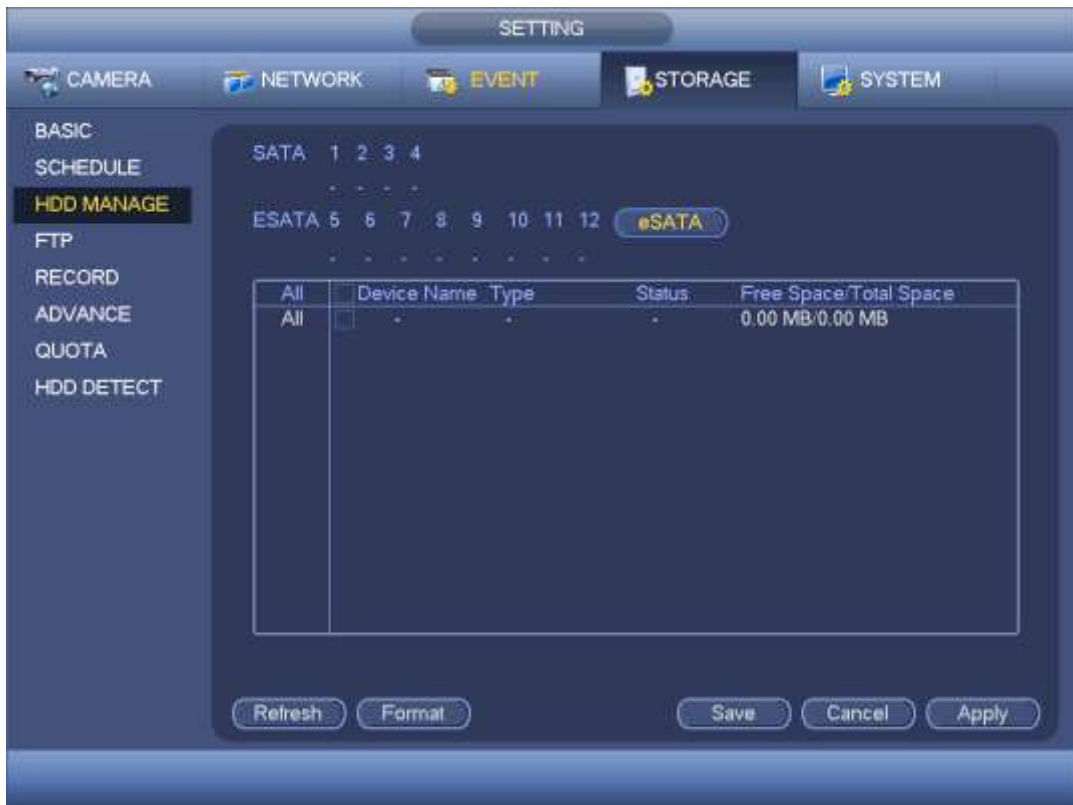 SETTING
CAMERA NETWORK EVENT STORAGE SYSTEM
BASIC
SCHEDULE
HDD MANAGE
FTP
RECORD
ADVANCE
QUOTA
HDD DETECT
SATA 1 2 3 4
- - - -
ESATA 5 6 7 8 9 10 11 12 eSATA
- - - - - - - -
All Device Name Type Status Free Space/Total Space
All - - - 0.00 MB/0.00 MB
Refresh Format Save Cancel Apply